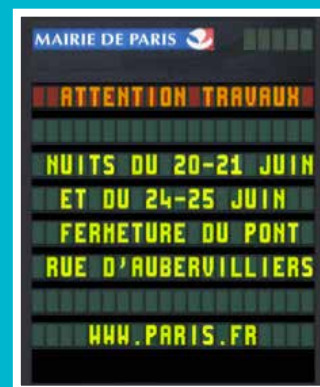 MAIRIE DE PARIS
ATTENTION TRAVAUX
NUITS DU 20-21 JUIN
ET DU 24-25 JUIN
FERMETURE DU PONT
RUE D'AUBERVILLIERS
WWW.PARIS.FR